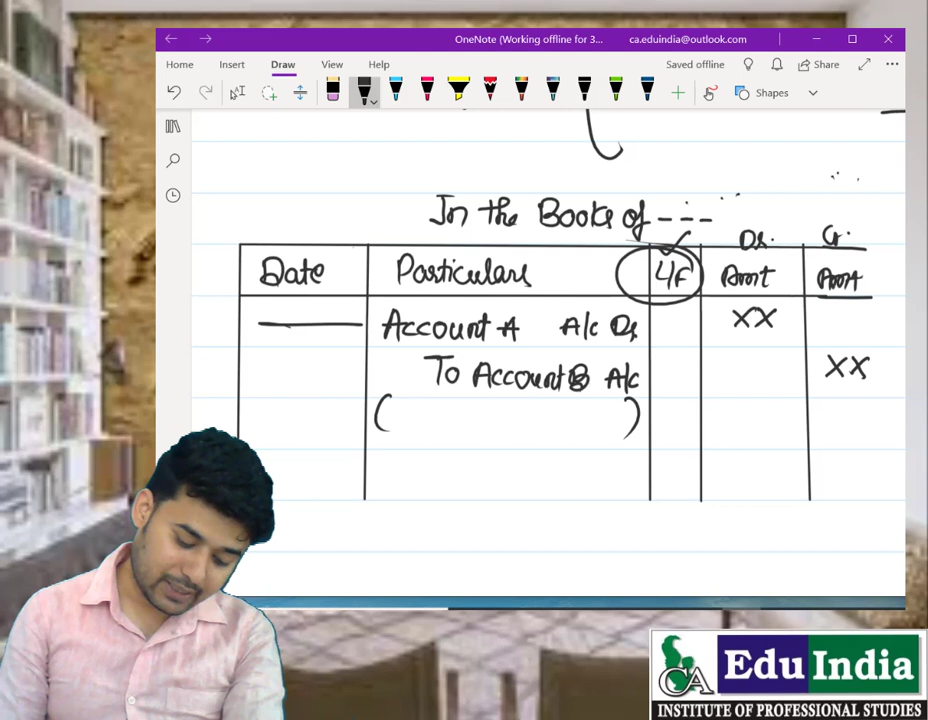 OneNote (Working offline for 3...
ca.eduindia@outlook.com
Home Insert Draw View Help
Saved offline
Share
Shapes
In the Books of ---
Dr. Cr.
Date Particulars L/F Amt Amt
Account A A/c Dr XX
To Account B A/c XX
( )
CA
Edu India
INSTITUTE OF PROFESSIONAL STUDIES